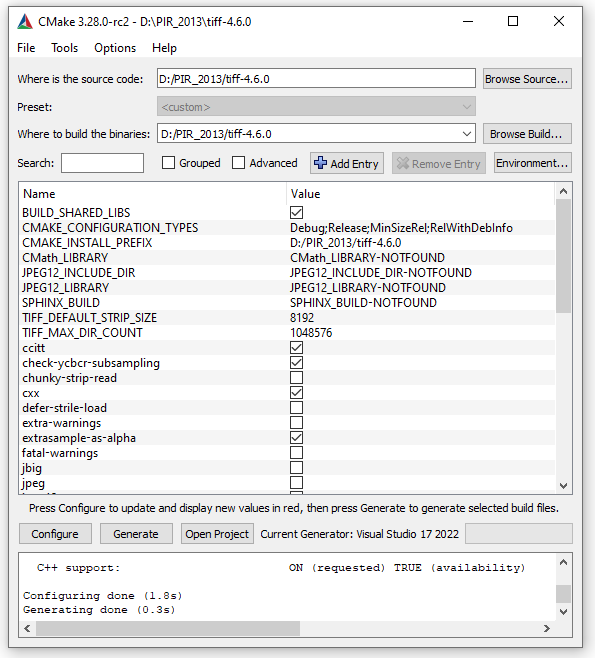 CMake 3.28.0-rc2 - D:\PIR_2013\tiff-4.6.0
File Tools Options Help
Where is the source code: D:/PIR_2013/tiff-4.6.0 Browse Source...
Preset: <custom>
Where to build the binaries: D:/PIR_2013/tiff-4.6.0 Browse Build...
Search: Grouped Advanced Add Entry Remove Entry Environment...
Name Value
BUILD_SHARED_LIBS
CMAKE_CONFIGURATION_TYPES Debug;Release;MinSizeRel;RelWithDebInfo
CMAKE_INSTALL_PREFIX D:/PIR_2013/tiff-4.6.0
CMath_LIBRARY CMath_LIBRARY-NOTFOUND
JPEG12_INCLUDE_DIR JPEG12_INCLUDE_DIR-NOTFOUND
JPEG12_LIBRARY JPEG12_LIBRARY-NOTFOUND
SPHINX_BUILD SPHINX_BUILD-NOTFOUND
TIFF_DEFAULT_STRIP_SIZE 8192
TIFF_MAX_DIR_COUNT 1048576
ccitt
check-ycbcr-subsampling
chunky-strip-read
cxx
defer-strile-load
extra-warnings
extrasample-as-alpha
fatal-warnings
jbig
jpeg
Press Configure to update and display new values in red, then press Generate to generate selected build files.
Configure Generate Open Project Current Generator: Visual Studio 17 2022
C++ support: ON (requested) TRUE (availability)
Configuring done (1.8s)
Generating done (0.3s)